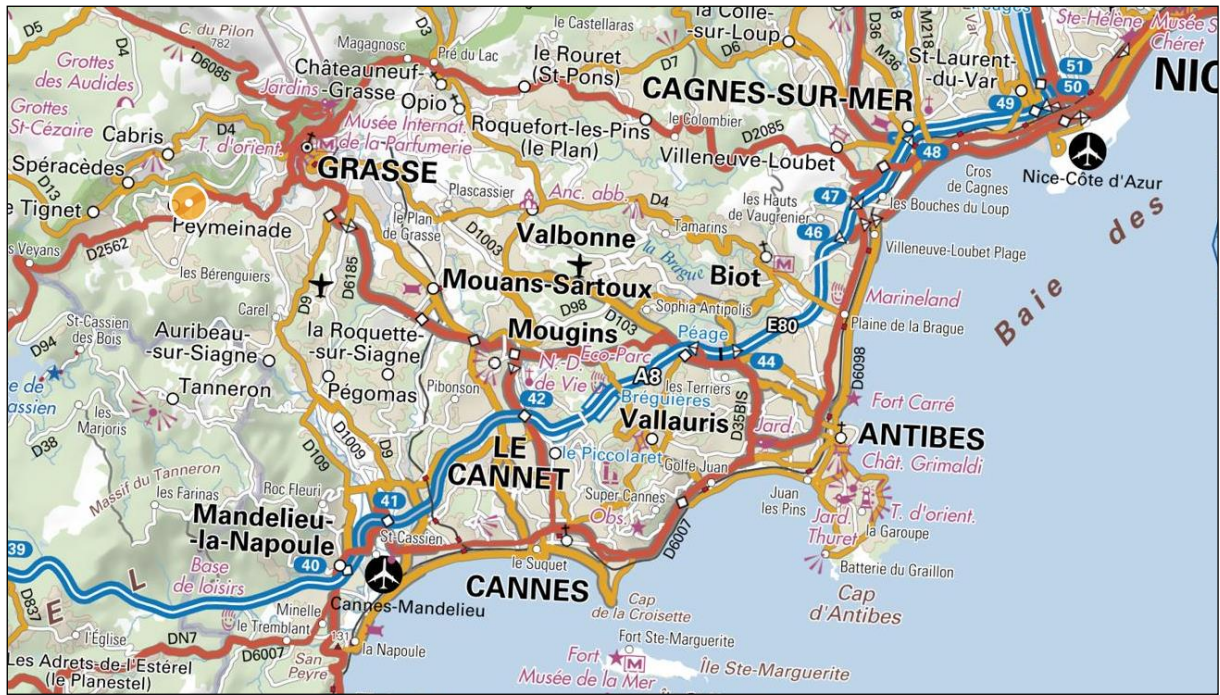 D5
C. du Pilon
782
D3
le Castellaras
la Colle-
-sur-Loup
D36
M36
M218
Var
Ste-Hélène
Chéret
D4
D6085
Magagnosc
Pré du Lac
le Rouret
(St-Pons)
D6
D7
St-Laurent-
-du-Var
51
50
49
NIC
Grottes
des Audides
Châteauneuf-
-Grasse
Jardins
Opio
CAGNES-SUR-MER
Grottes
St-Cézaire
Cabris
D4
T. d'orient.
Musée Internat.
de la Parfumerie
Roquefort-les-Pins
(le Plan)
le Colombier
D2085
Villeneuve-Loubet
48
Cros
de Cagnes
Nice-Côte d'Azur
Spéracèdes
GRASSE
D13
Tignet
Peymeinade
Plascassier
Anc. abb.
D4
les Hauts
de Vaugrenier
47
les Bouches du Loup
Baie des
Veyans
D2562
le Plan
de Grasse
D1003
Valbonne
Tamarins
la Brague
46
Villeneuve-Loubet Plage
les Bérenguiers
D6185
D9
Mouans-Sartoux
Biot
Marineland
Carel
D98
D103
Sophia Antipolis
E80
Plaine de la Brague
St-Cassien
des Bois
Auribeau-
-sur-Siagne
la Roquette-
-sur-Siagne
Mougins
Péage
D94
Éco-Parc
N.-D.
de Vie
A8
44
D6098
Tanneron
Pégomas
Pibonson
42
Bréguières
les Terriers
Fort Carré
les
Marjoris
D38
Vallauris
D35BIS
Jard.
ANTIBES
D1009
D9
D109
LE
CANNET
le Piccolaret
Golfe Juan
Chât. Grimaldi
Massif du Tanneron
les Farinas
Roc Fleuri
41
Super Cannes
Juan
les Pins
T. d'orient.
Mandelieu-
-la-Napoule
St-Cassien
Obs.
D6007
Jard.
Thuret
la Garoupe
39
40
le Suquet
Batterie du Graillon
Base
de loisirs
CANNES
Cap
d'Antibes
E L
D837
Cannes-Mandelieu
Cap
de la Croisette
Minelle
le Tremblant
l'Église
DN7
D6007
131
la Napoule
Fort Ste-Marguerite
Les Adrets-de-l'Estérel
(le Planestel)
San
Peyre
Fort
Musée de la Mer
Île Ste-Marguerite